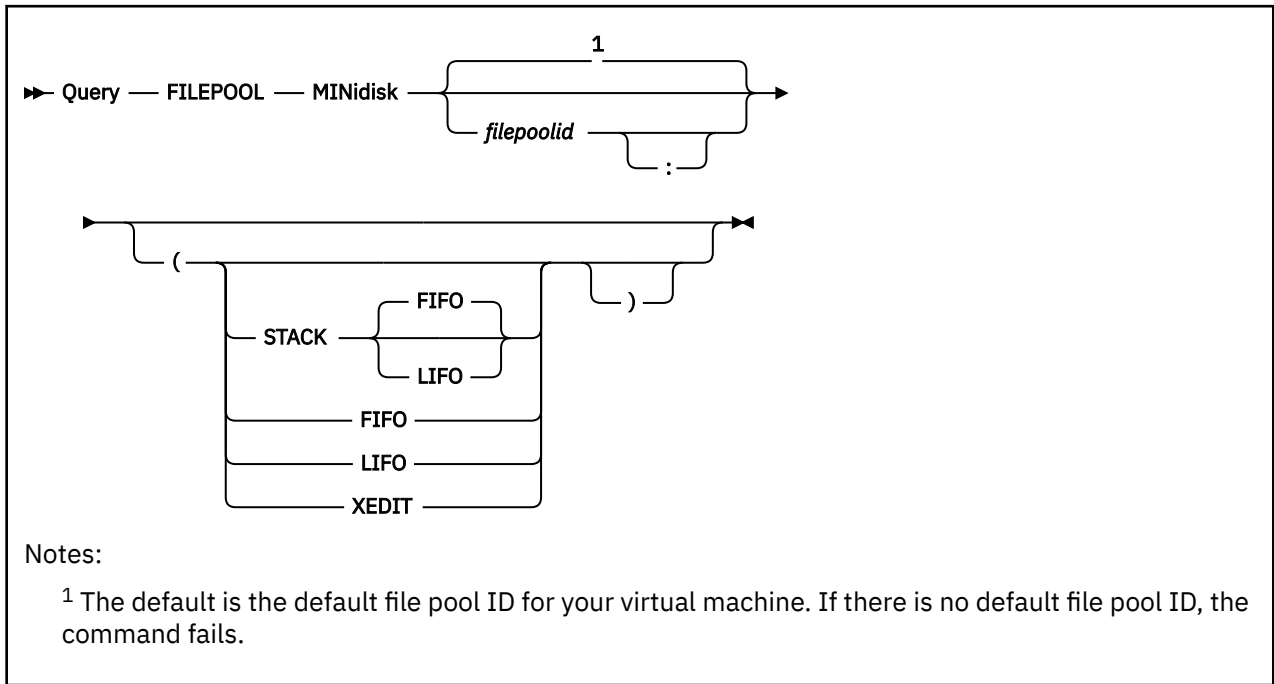 1
Query FILEPOOL MINidisk
filepoolid
:
(
FIFO
)
STACK
LIFO
FIFO
LIFO
XEDIT
Notes:
1 The default is the default file pool ID for your virtual machine. If there is no default file pool ID, the
command fails.